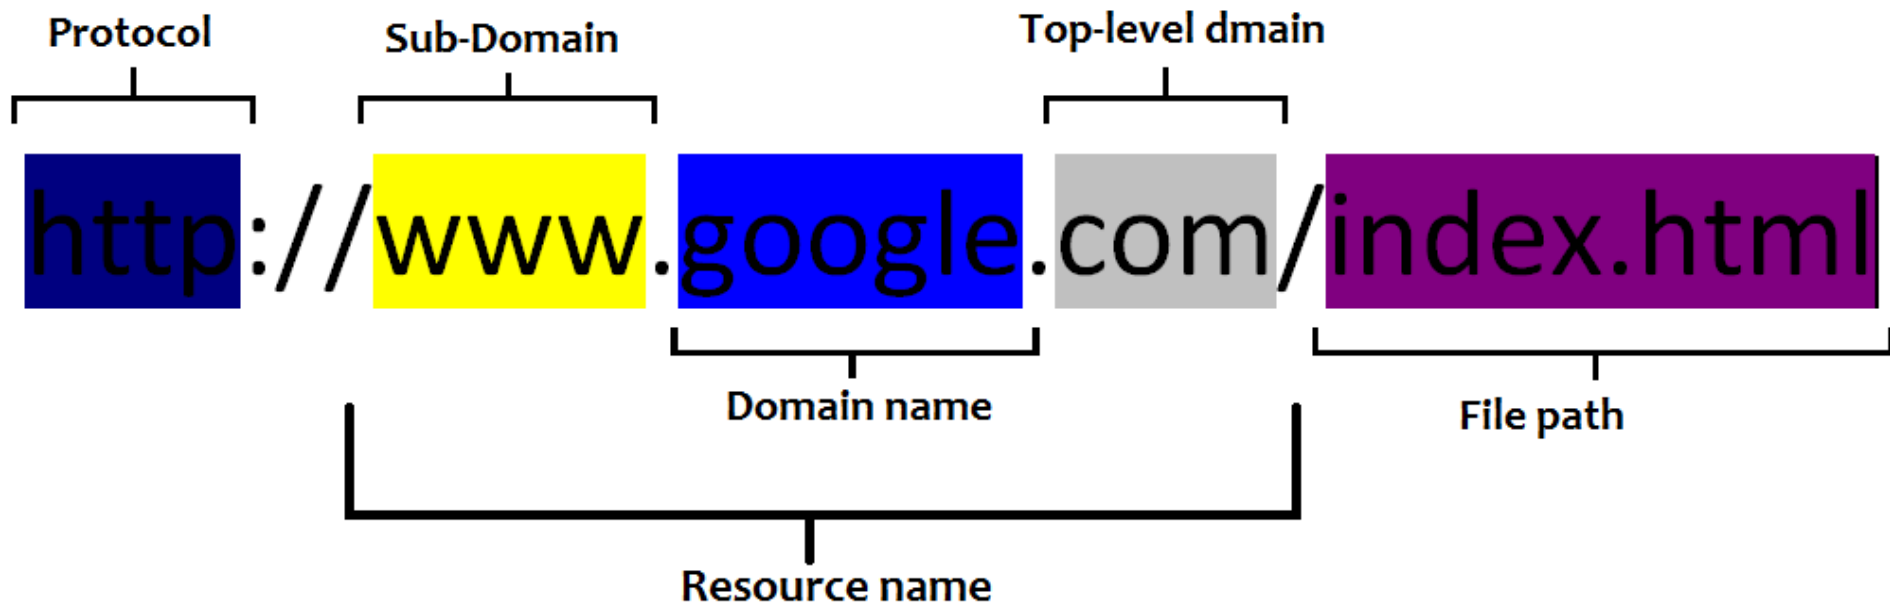 Protocol
Sub-Domain
Top-level dmain
http://www.google.com/index.html
Domain name
File path
Resource name